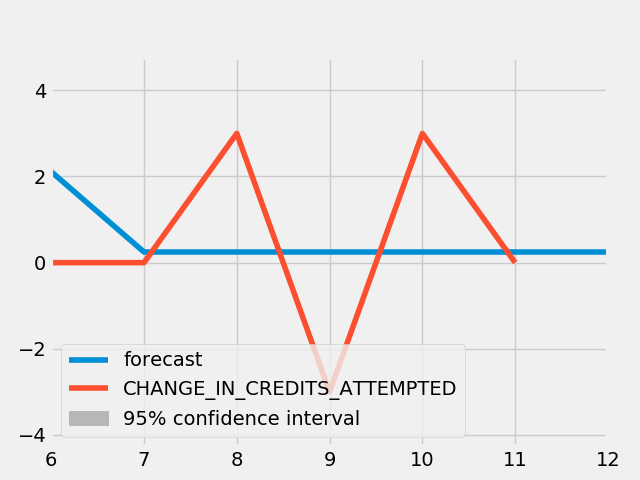 4
2
0
−2
−4
forecast
CHANGE_IN_CREDITS_ATTEMPTED
95% confidence interval
6 7 8 9 10 11 12